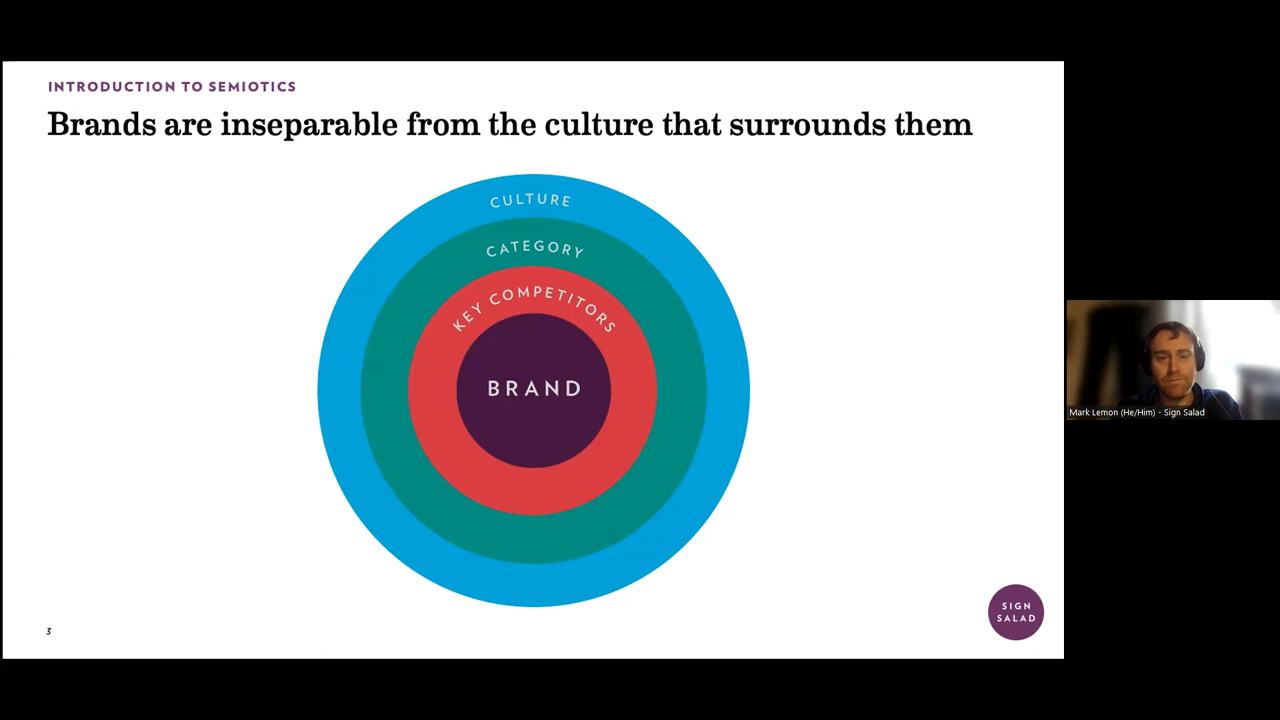 INTRODUCTION TO SEMIOTICS
Brands are inseparable from the culture that surrounds them
CULTURE
CATEGORY
KEY COMPETITORS
BRAND
Mark Lemon (He/Him) - Sign Salad
SIGN
SALAD
3